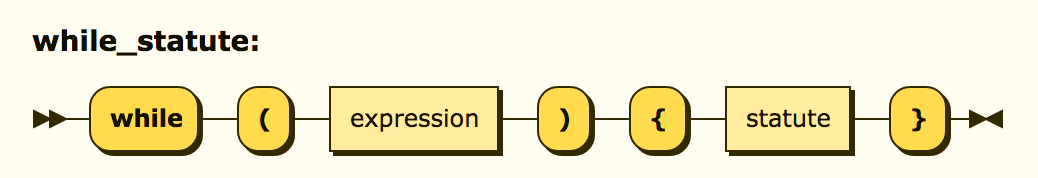 while_statute:
while ( expression ) { statute }